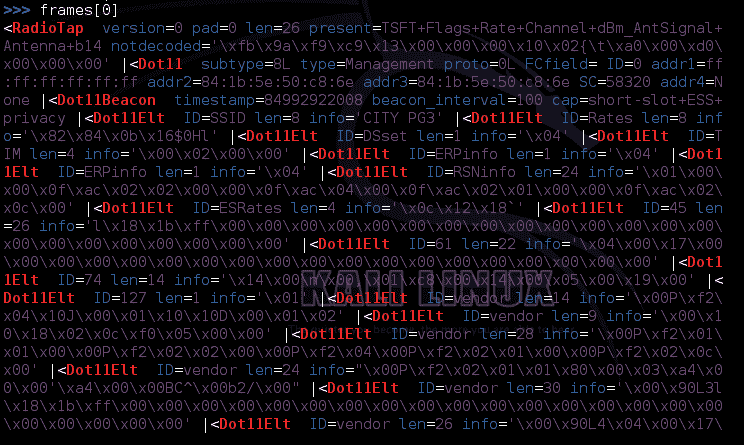 >>> frames[0]
<RadioTap  version=0 pad=0 len=26 present=TSFT+Flags+Rate+Channel+dBm_AntSignal+
Antenna+b14 notdecoded='\xfb\x9a\xf9\xc9\x13\x00\x00\x00\x10\x02{\t\xa0\x00\xd0\
x00\x00\x00' |<Dot11  subtype=8L type=Management proto=0L FCfield= ID=0 addr1=ff
:ff:ff:ff:ff:ff addr2=84:1b:5e:50:c8:6e addr3=84:1b:5e:50:c8:6e SC=58320 addr4=N
one |<Dot11Beacon  timestamp=84992922008 beacon_interval=100 cap=short-slot+ESS+
privacy |<Dot11Elt  ID=SSID len=8 info='CITY PG3' |<Dot11Elt  ID=Rates len=8 inf
o='\x82\x84\x0b\x16$0Hl' |<Dot11Elt  ID=DSset len=1 info='\x04' |<Dot11Elt  ID=T
IM len=4 info='\x00\x02\x00\x00' |<Dot11Elt  ID=ERPinfo len=1 info='\x04' |<Dot1
1Elt  ID=ERPinfo len=1 info='\x04' |<Dot11Elt  ID=RSNinfo len=24 info='\x01\x00\
x00\x0f\xac\x02\x02\x00\x00\x0f\xac\x04\x00\x0f\xac\x02\x01\x00\x00\x0f\xac\x02\
x0c\x00' |<Dot11Elt  ID=ESRates len=4 info='\x0c\x12\x18`' |<Dot11Elt  ID=45 len
=26 info='l\x18\x1b\xff\x00\x00\x00\x00\x00\x00\x00\x00\x00\x00\x00\x00\x00\x00\
x00\x00\x00\x00\x00\x00\x00\x00' |<Dot11Elt  ID=61 len=22 info='\x04\x00\x17\x00
\x00\x00\x00\x00\x00\x00\x00\x00\x00\x00\x00\x00\x00\x00\x00\x00\x00\x00' |<Dot1
1Elt  ID=74 len=14 info='\x14\x00\n\x00,\x01\xc8\x00\x14\x00\x05\x00\x19\x00' |<
Dot11Elt  ID=127 len=1 info='\x01' |<Dot11Elt  ID=vendor len=14 info='\x00P\xf2\
x04\x10J\x00\x01\x10\x10D\x00\x01\x02' |<Dot11Elt  ID=vendor len=9 info='\x00\x1
0\x18\x02\x0c\xf0\x05\x00\x00' |<Dot11Elt  ID=vendor len=28 info='\x00P\xf2\x01\
x01\x00\x00P\xf2\x02\x02\x00\x00P\xf2\x04\x00P\xf2\x02\x01\x00\x00P\xf2\x02\x0c\
x00' |<Dot11Elt  ID=vendor len=24 info="\x00P\xf2\x02\x01\x01\x80\x00\x03\xa4\x0
0\x00'\xa4\x00\x00BC^\x00b2/\x00" |<Dot11Elt  ID=vendor len=30 info='\x00\x90L3l
\x18\x1b\xff\x00\x00\x00\x00\x00\x00\x00\x00\x00\x00\x00\x00\x00\x00\x00\x00\x00
\x00\x00\x00\x00\x00' |<Dot11Elt  ID=vendor len=26 info='\x00\x90L4\x04\x00\x17\
KALI LINUX